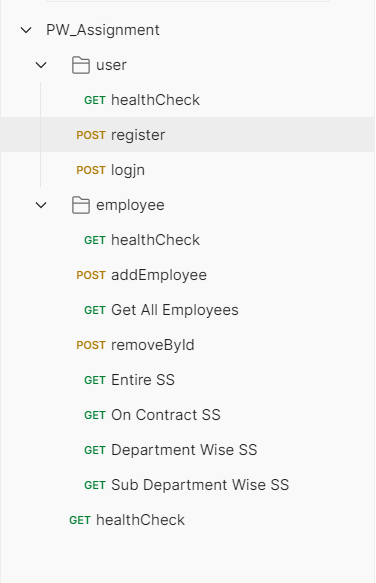 PW_Assignment
user
GET healthCheck
POST register
POST logjn
employee
GET healthCheck
POST addEmployee
GET Get All Employees
POST removeById
GET Entire SS
GET On Contract SS
GET Department Wise SS
GET Sub Department Wise SS
GET healthCheck